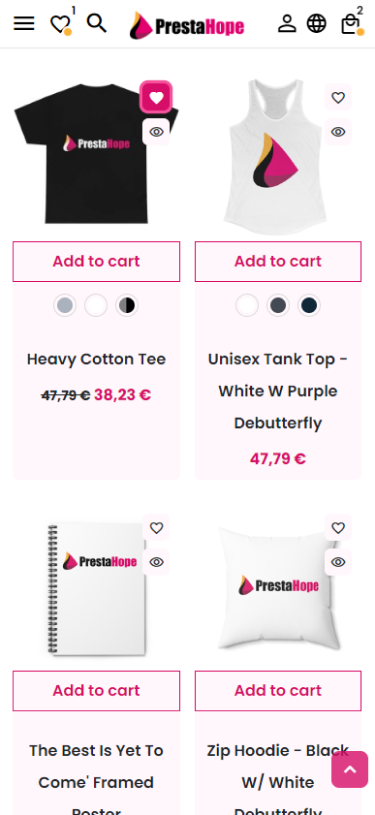 1
PrestaHope
2
PrestaHope
Add to cart
Add to cart
Heavy Cotton Tee
47,79 € 38,23 €
Unisex Tank Top -
White W Purple
Debutterfly
47,79 €
PrestaHope
PrestaHope
Add to cart
Add to cart
The Best Is Yet To
Come' Framed
Poster
Zip Hoodie - Black
W/ White
Debutterfly